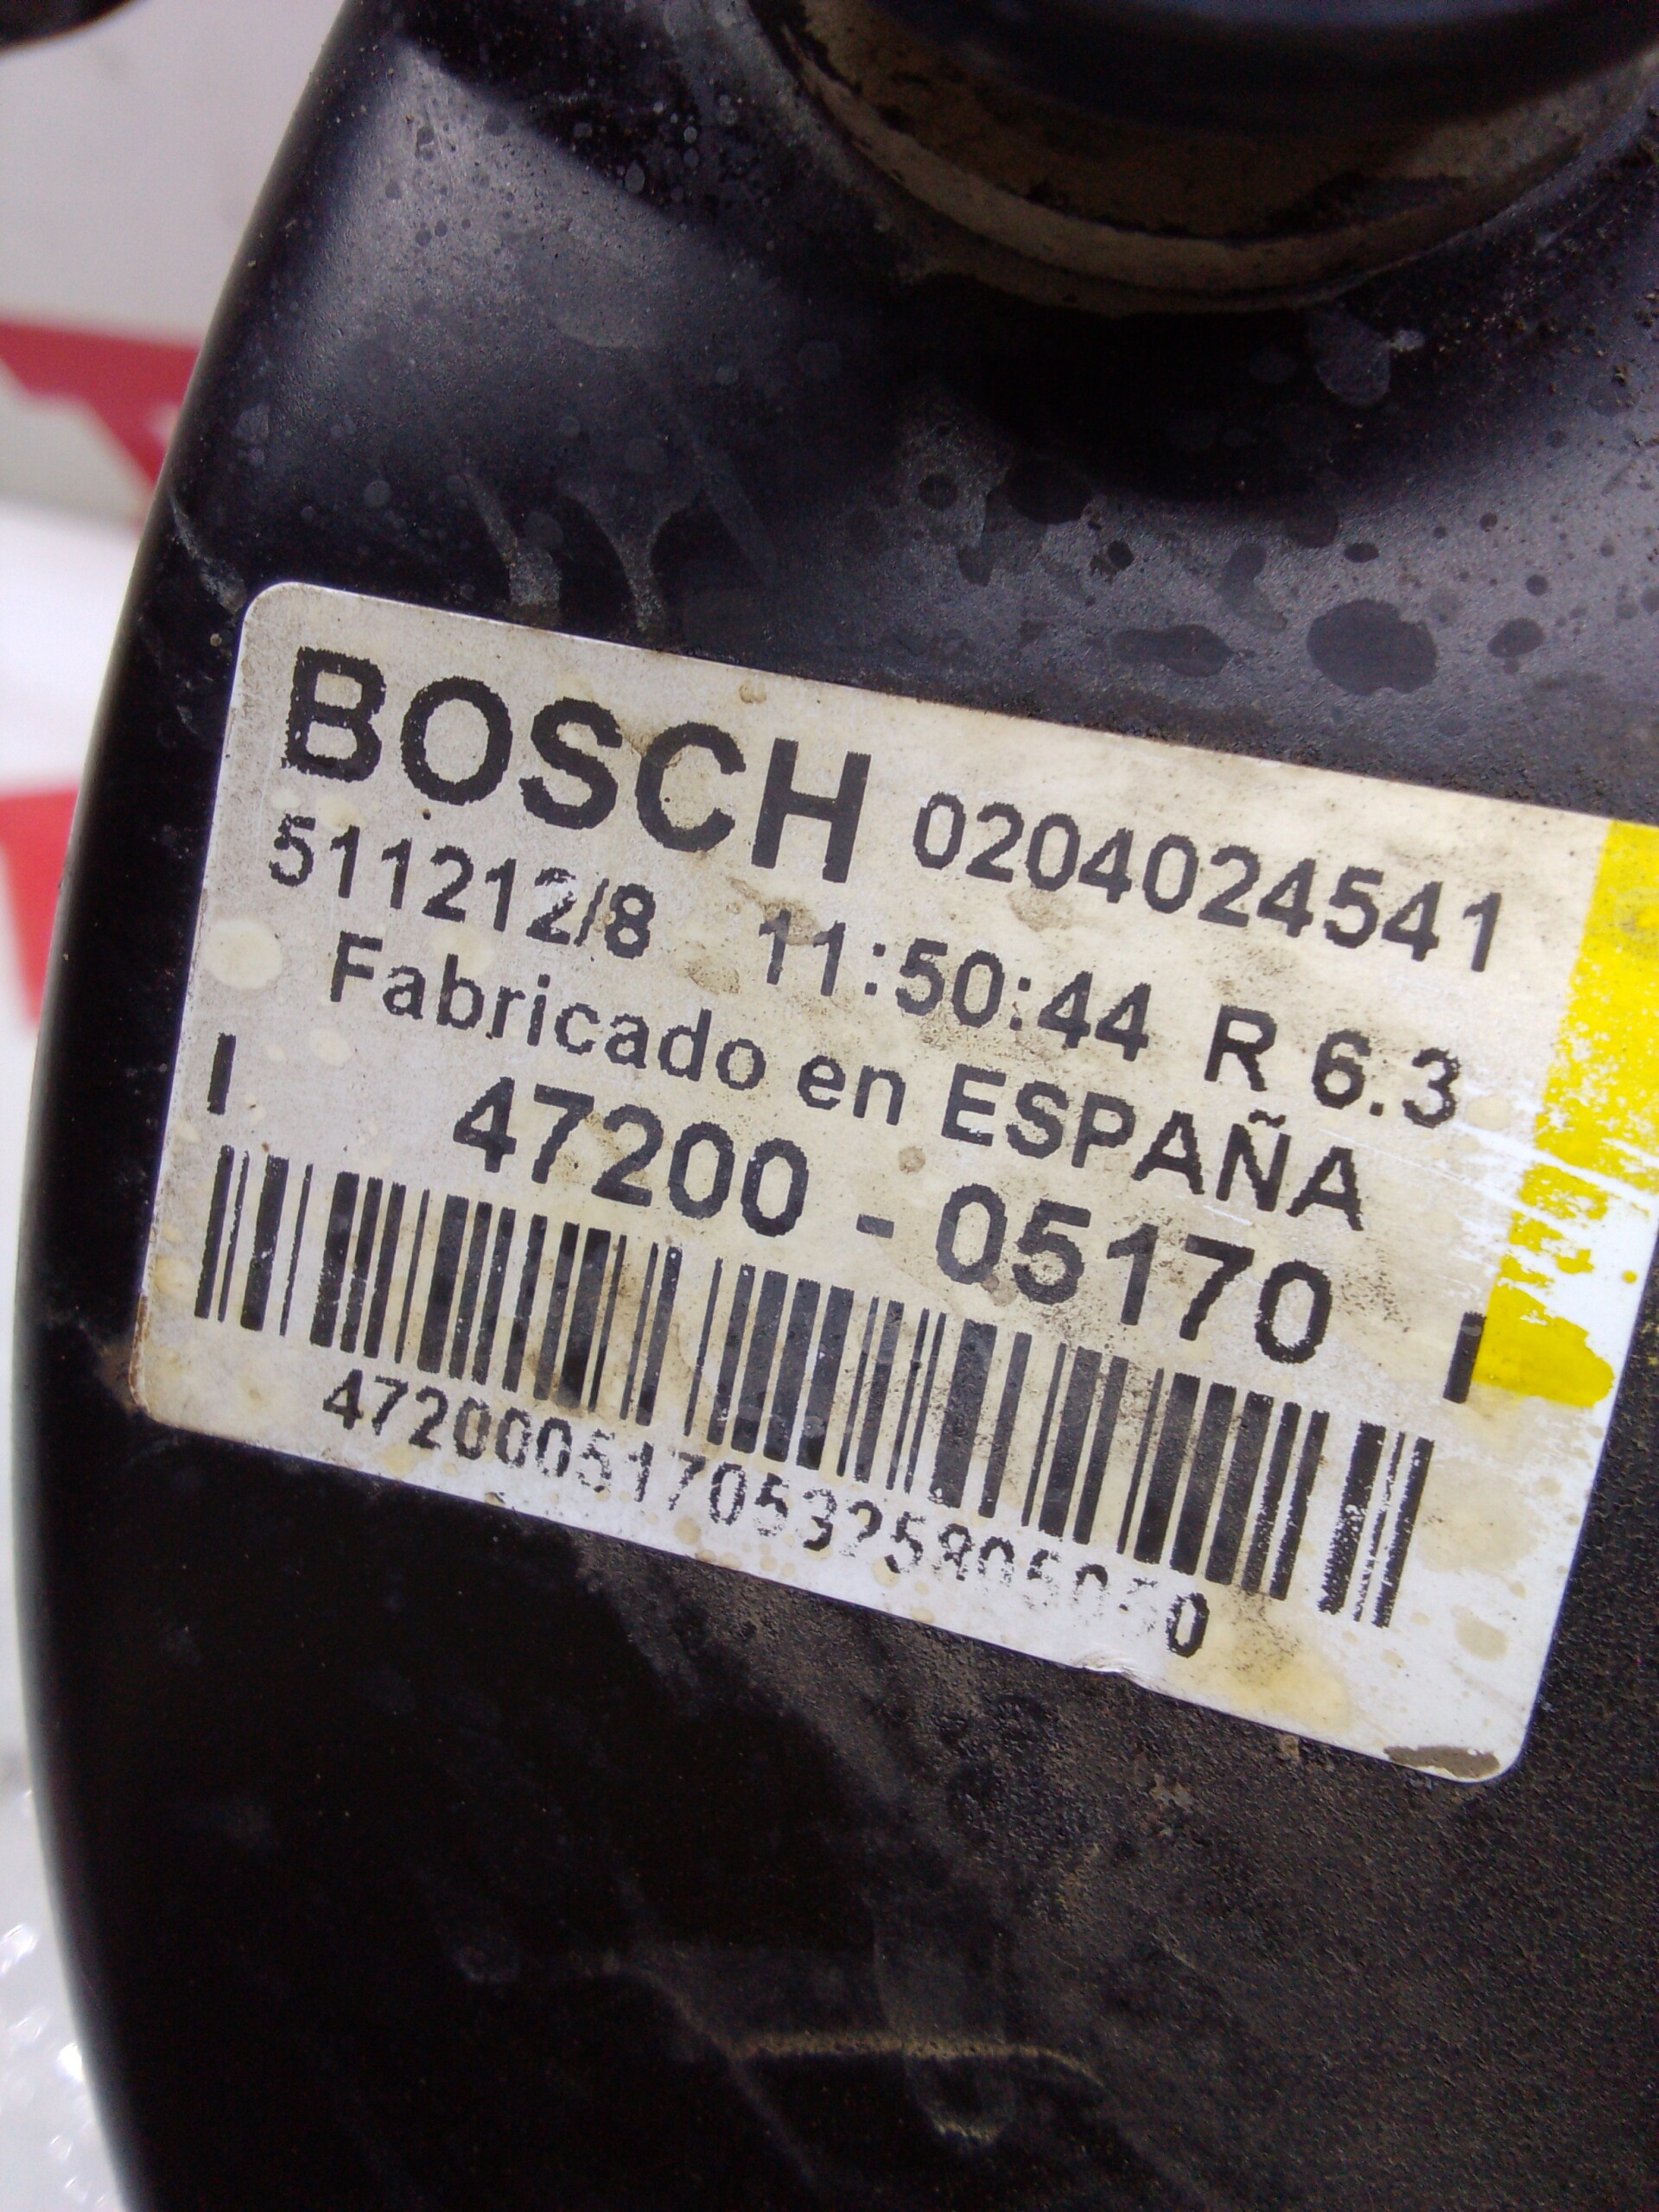 BOSCH 0204024541
511212/8 11:50:44 R 6.3
Fabricado en ESPAÑA
47200 - 05170